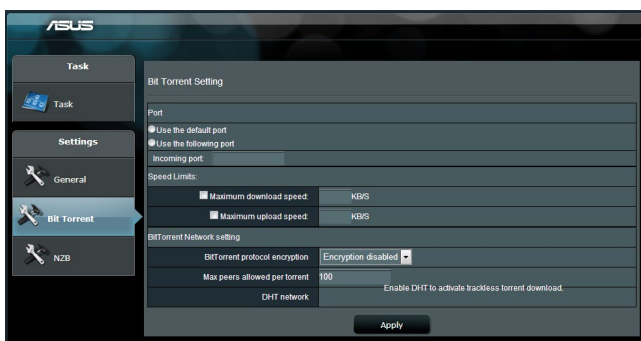 ASUS
Task
Task
Settings
General
Bit Torrent
NZB
Bit Torrent Setting
Port
Use the default port
Use the following port
Incoming port:
Speed Limits:
Maximum download speed: KB/S
Maximum upload speed: KB/S
BitTorrent Network setting
BitTorrent protocol encryption Encryption disabled
Max peers allowed per torrent 100
Enable DHT to activate trackless torrent download.
DHT network
Apply